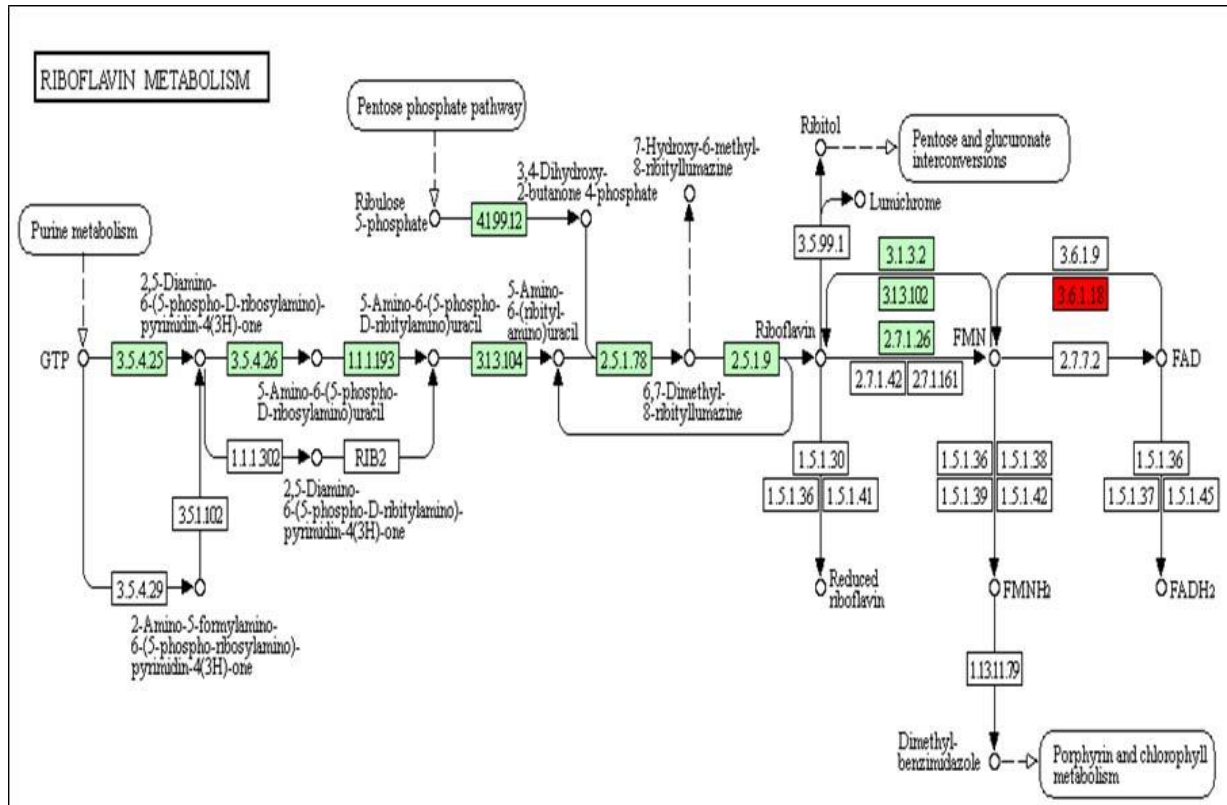 RIBOFLAVIN METABOLISM
Pentose phosphate pathway
Ribitol
Pentose and glucuronate
interconversions
7-Hydroxy-6-methyl-
8-ribityllumazine
3,4-Dihydroxy-
2-butanone 4-phosphate
Lumichrome
Ribulose
5-phosphate
4.1.99.12
Purine metabolism
3.5.99.1
3.1.3.2
3.6.1.9
2,5-Diamino-
6-(5-phospho-D-ribosylamino)-
pyrimidin-4(3H)-one
5-Amino-6-(5-phospho-
D-ribitylamino)uracil
5-Amino-
6-(ribityl-
amino)uracil
3.1.3.102
3.6.1.18
Riboflavin
2.7.1.26
FMN
GTP
3.5.4.25
3.5.4.26
1.1.1.193
3.1.3.104
2.5.1.78
2.5.1.9
2.7.7.2
FAD
2.7.1.42
2.7.1.161
5-Amino-6-(5-phospho-
D-ribosylamino)uracil
6,7-Dimethyl-
8-ribityllumazine
1.1.1.302
RIB2
1.5.1.30
1.5.1.36
1.5.1.38
1.5.1.36
2,5-Diamino-
6-(5-phospho-D-ribitylamino)-
pyrimidin-4(3H)-one
1.5.1.36
1.5.1.41
1.5.1.39
1.5.1.42
1.5.1.37
1.5.1.45
3.5.1.102
3.5.4.29
Reduced
riboflavin
FMNH2
FADH2
2-Amino-5-formylamino-
6-(5-phospho-ribosylamino)-
pyrimidin-4(3H)-one
1.13.11.79
Dimethyl-
benzimidazole
Porphyrin and chlorophyll
metabolism